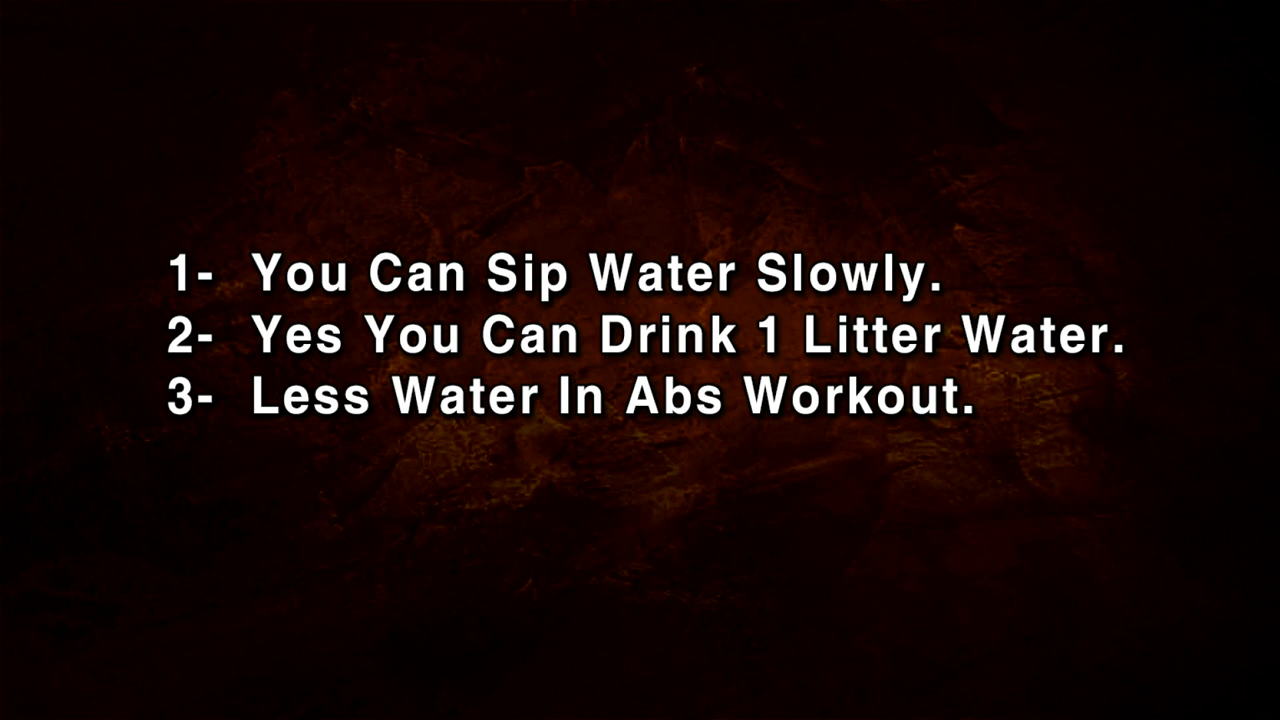 1- You Can Sip Water Slowly.
2- Yes You Can Drink 1 Litter Water.
3- Less Water In Abs Workout.